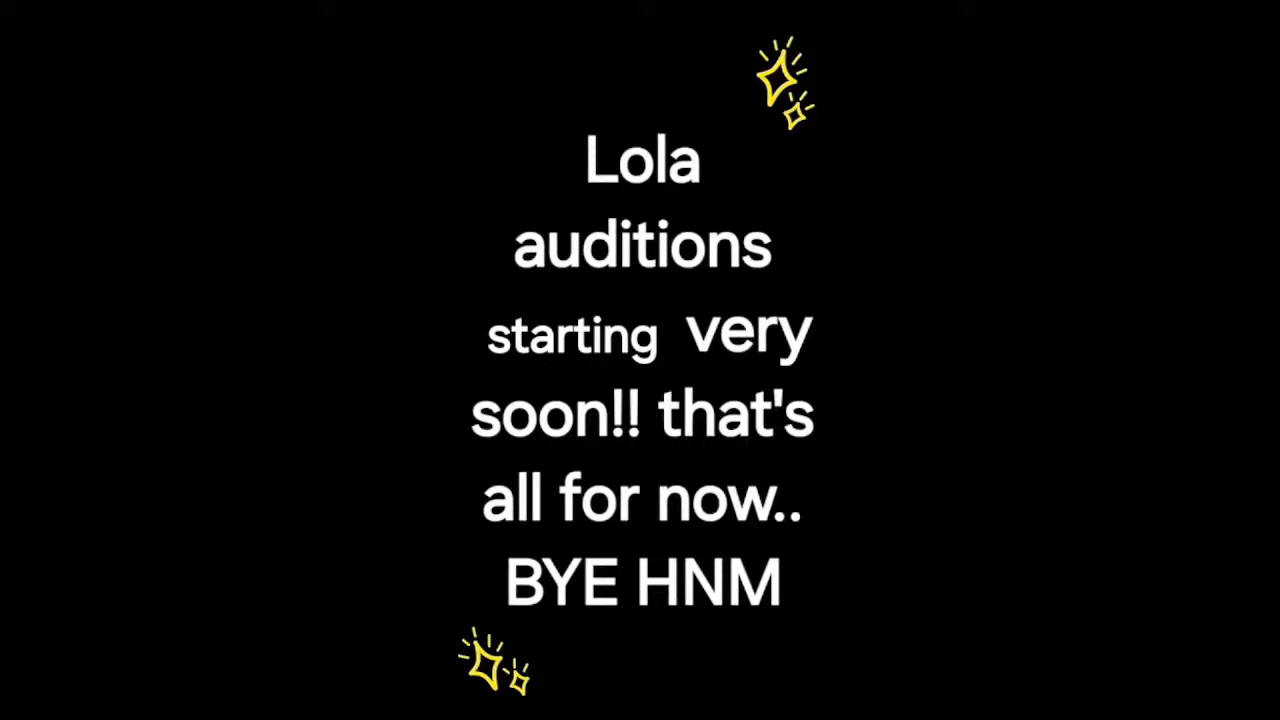 Lola
auditions
starting very
soon!! that's
all for now..
BYE HNM